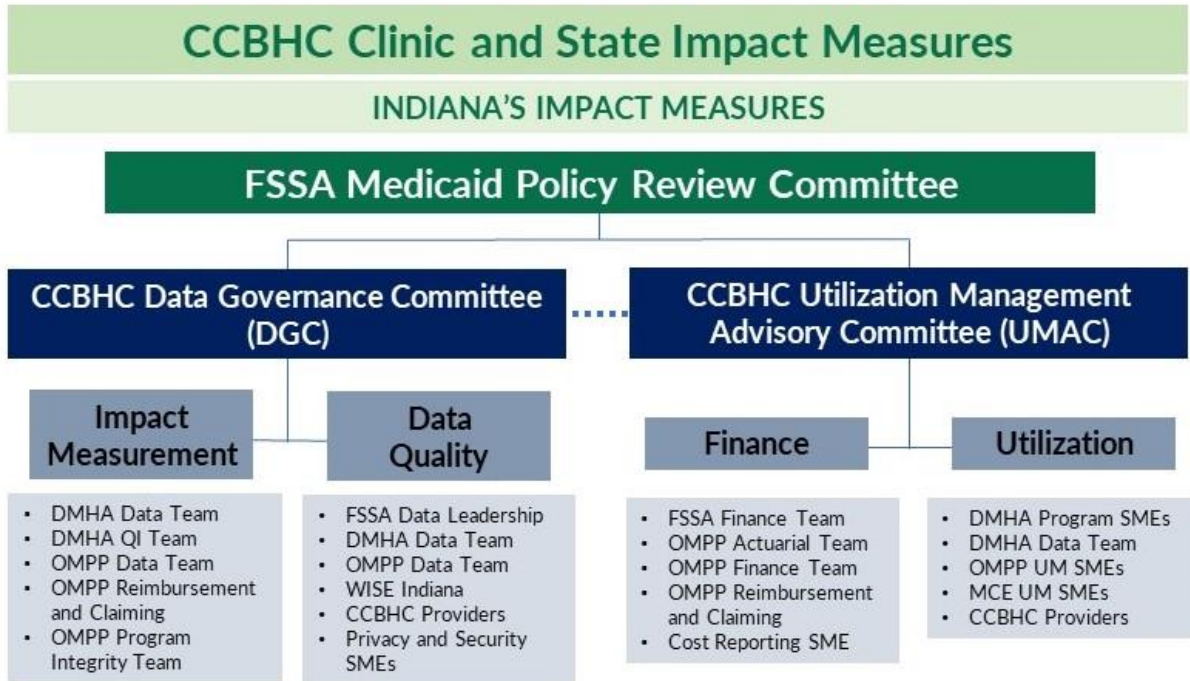 CCBHC Clinic and State Impact Measures
INDIANA'S IMPACT MEASURES
FSSA Medicaid Policy Review Committee
CCBHC Data Governance Committee
(DGC)
CCBHC Utilization Management
Advisory Committee (UMAC)
Impact
Measurement
Data
Quality
Finance
Utilization
• DMHA Data Team
• DMHA QI Team
• OMPP Data Team
• OMPP Reimbursement
and Claiming
• OMPP Program
Integrity Team
• FSSA Data Leadership
• DMHA Data Team
• OMPP Data Team
• WISE Indiana
• CCBHC Providers
• Privacy and Security
SMEs
• FSSA Finance Team
• OMPP Actuarial Team
• OMPP Finance Team
• OMPP Reimbursement
and Claiming
• Cost Reporting SME
• DMHA Program SMEs
• DMHA Data Team
• OMPP UM SMEs
• MCE UM SMEs
• CCBHC Providers